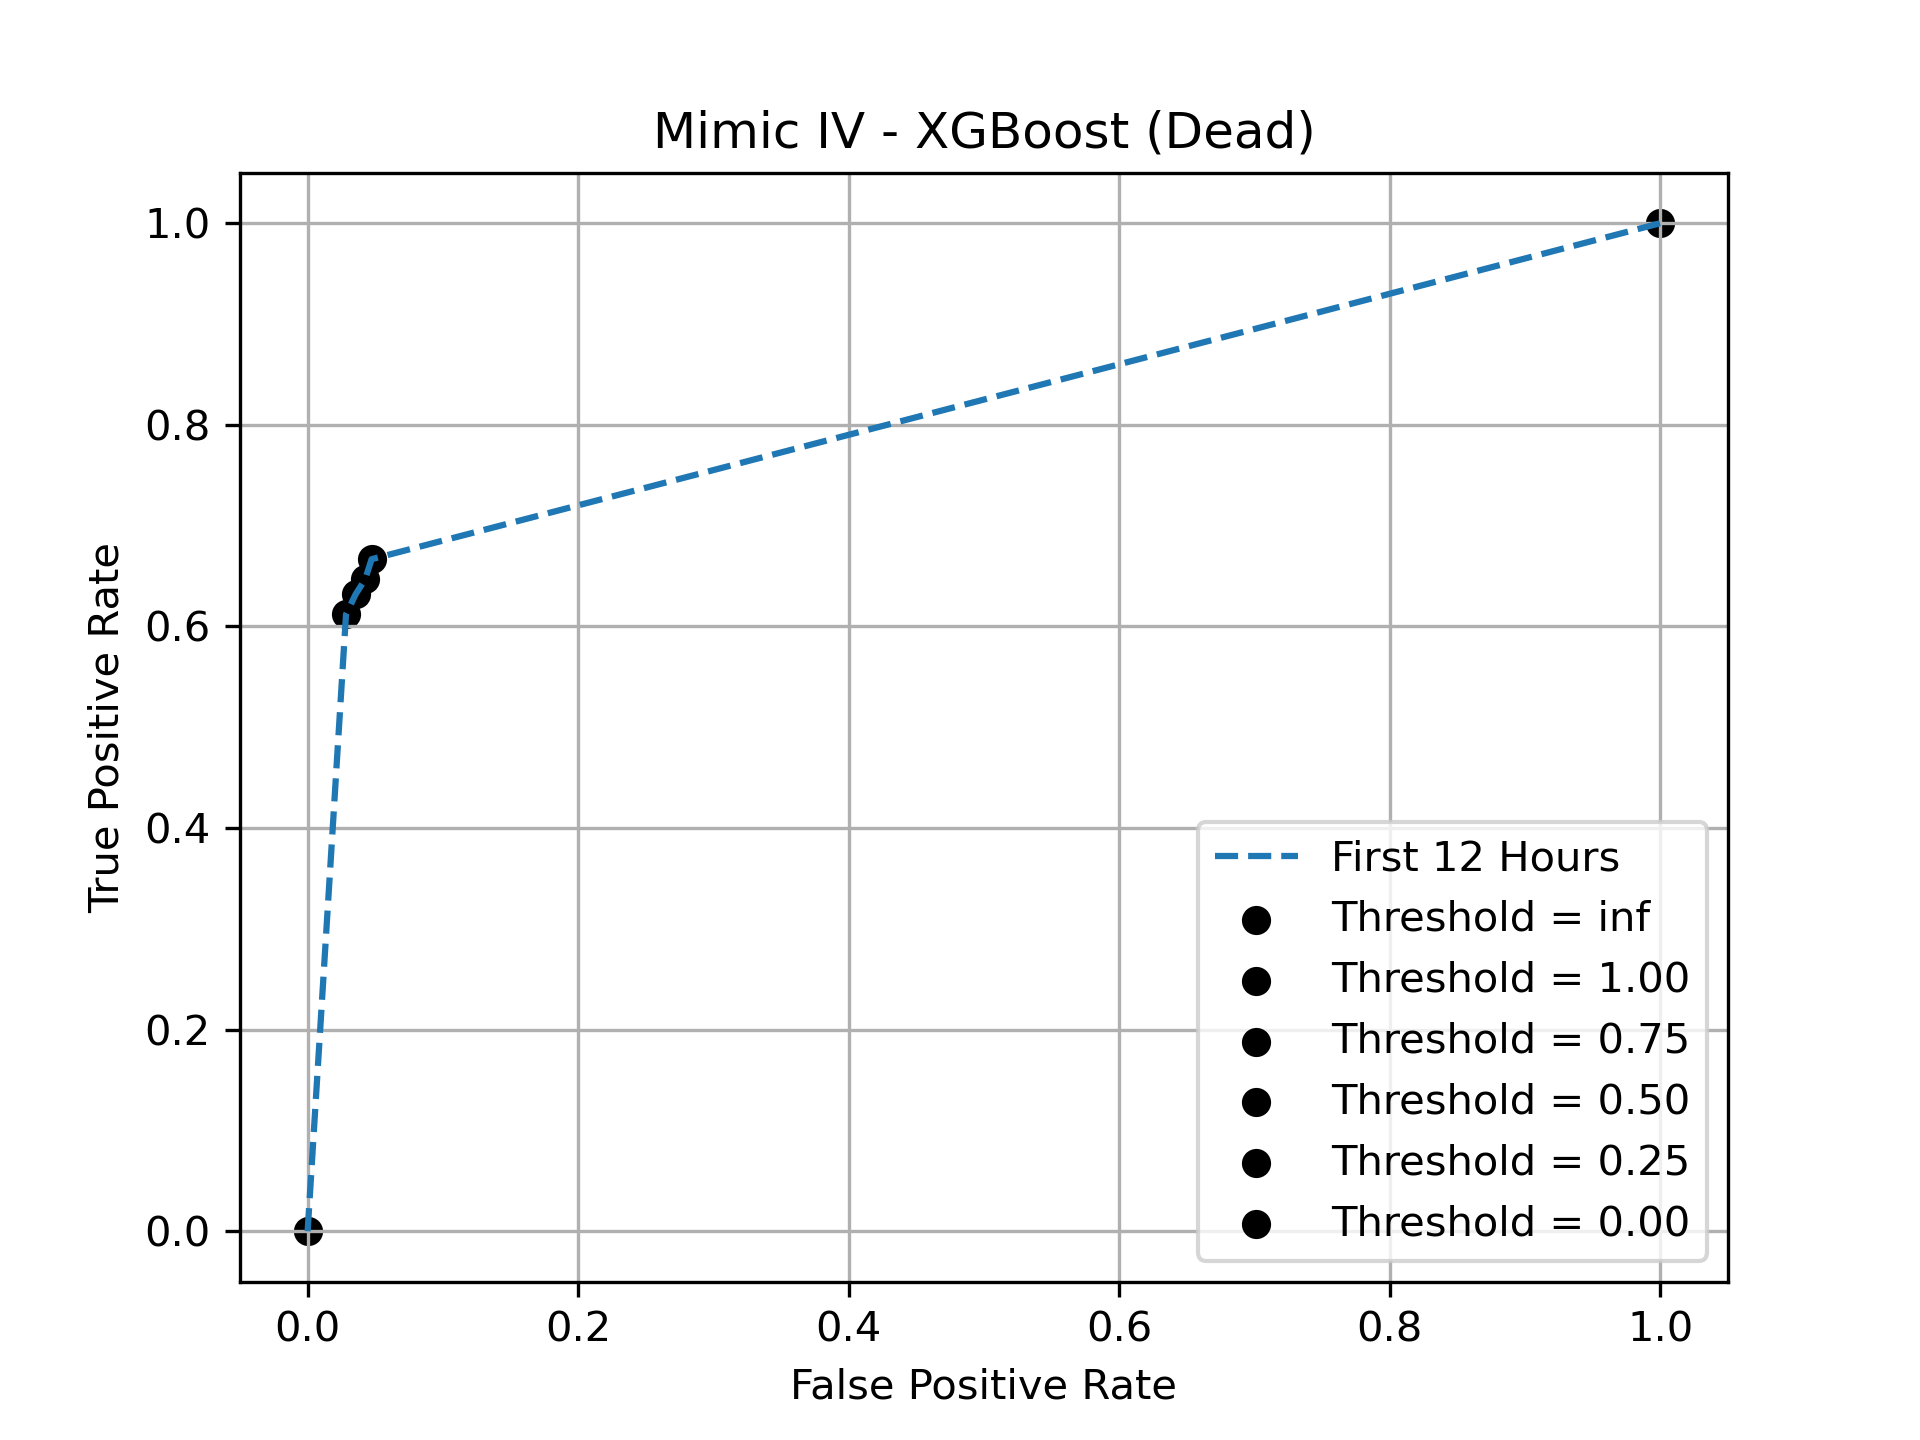 Mimic IV - XGBoost (Dead)
True Positive Rate
1.0
0.8
0.6
0.4
0.2
0.0
First 12 Hours
Threshold = inf
Threshold = 1.00
Threshold = 0.75
Threshold = 0.50
Threshold = 0.25
Threshold = 0.00
0.0 0.2 0.4 0.6 0.8 1.0
False Positive Rate